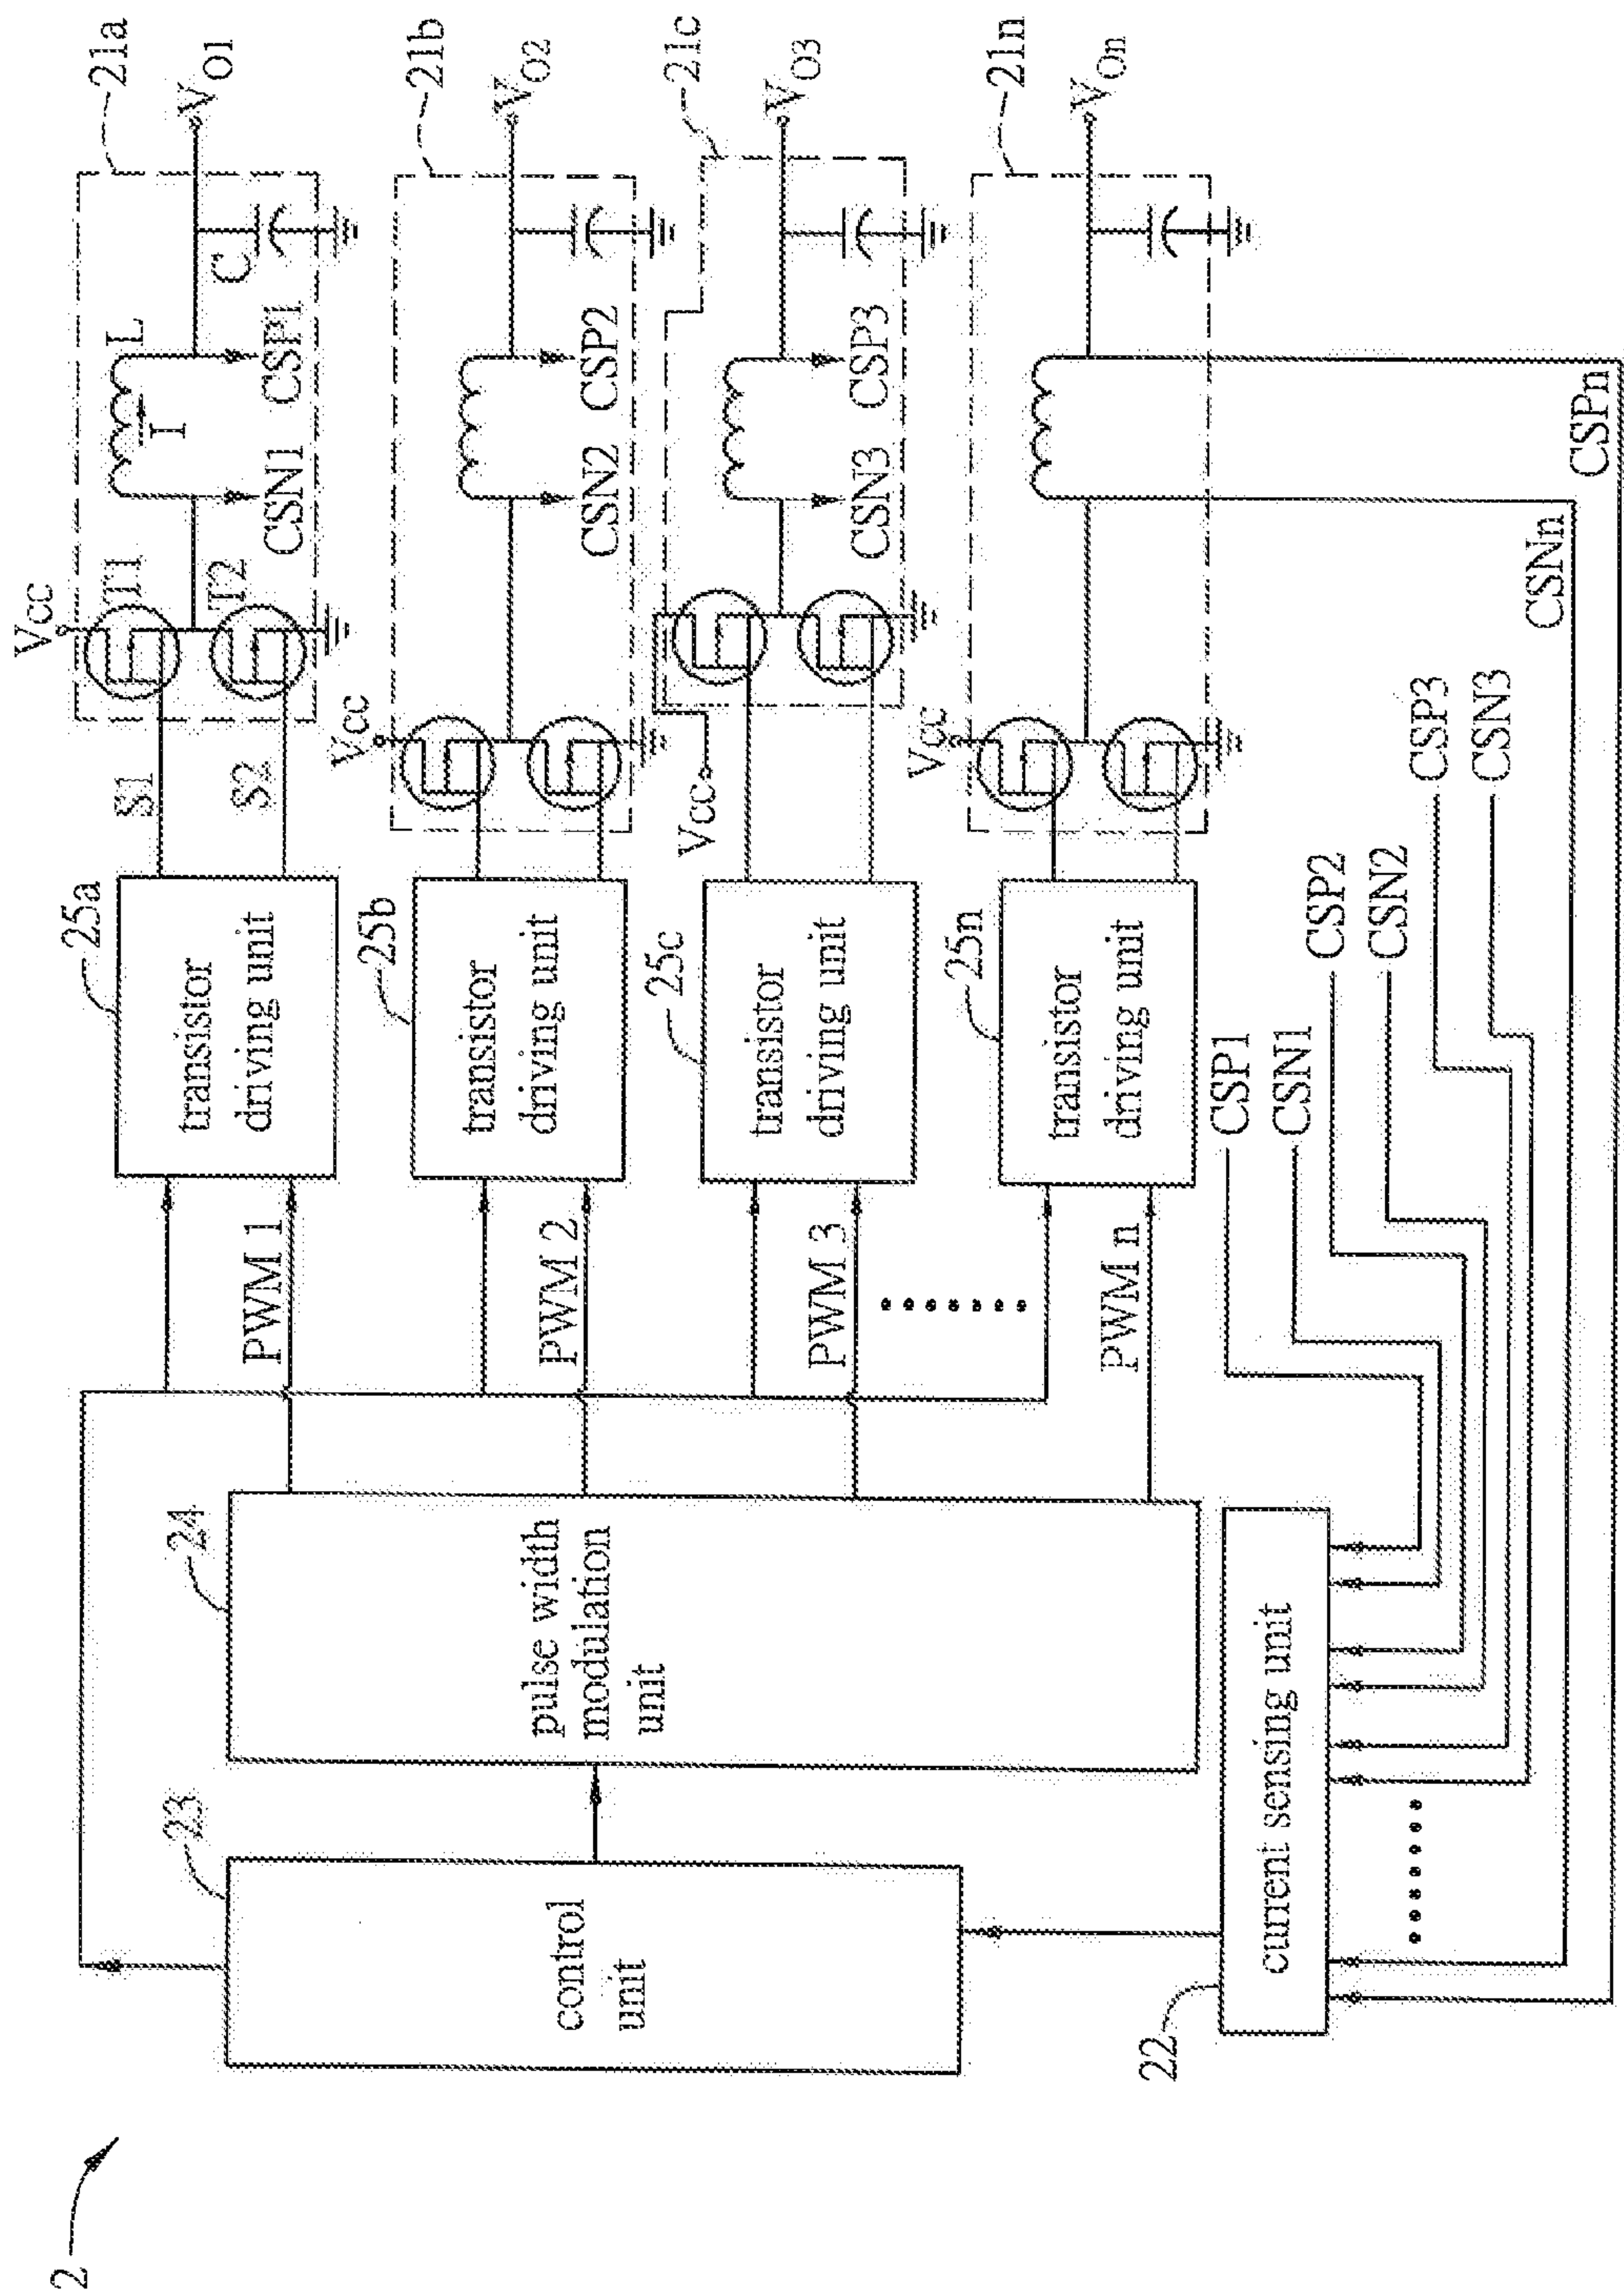 2
23
control
unit
24
pulse width
modulation
unit
22
current sensing unit
PWM 1
PWM 2
PWM 3
PWM n
25a
transistor
driving unit
25b
transistor
driving unit
25c
transistor
driving unit
25n
transistor
driving unit
S1
S2
Vcc
T1
T2
CSN1
CSP1
I
L
C
21a
VO1
Vcc
CSN2
CSP2
21b
VO2
Vcc
CSN3
CSP3
21c
VO3
Vcc
21n
VOn
CSP1
CSN1
CSP2
CSN2
CSP3
CSN3
CSNn
CSPn